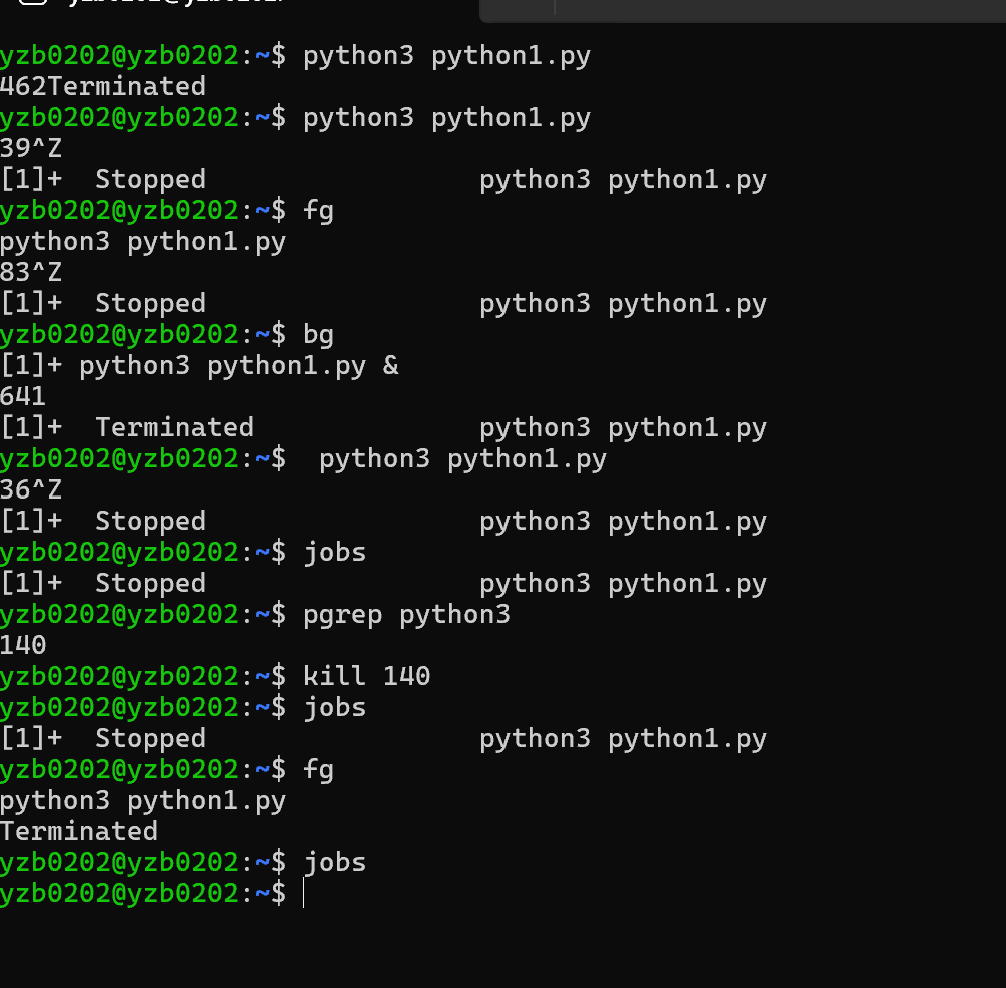 yzb0202@yzb0202:~$ python3 python1.py
462Terminated
yzb0202@yzb0202:~$ python3 python1.py
39^Z
[1]+  Stopped                 python3 python1.py
yzb0202@yzb0202:~$ fg
python3 python1.py
83^Z
[1]+  Stopped                 python3 python1.py
yzb0202@yzb0202:~$ bg
[1]+ python3 python1.py &
641
[1]+  Terminated              python3 python1.py
yzb0202@yzb0202:~$  python3 python1.py
36^Z
[1]+  Stopped                 python3 python1.py
yzb0202@yzb0202:~$ jobs
[1]+  Stopped                 python3 python1.py
yzb0202@yzb0202:~$ pgrep python3
140
yzb0202@yzb0202:~$ kill 140
yzb0202@yzb0202:~$ jobs
[1]+  Stopped                 python3 python1.py
yzb0202@yzb0202:~$ fg
python3 python1.py
Terminated
yzb0202@yzb0202:~$ jobs
yzb0202@yzb0202:~$